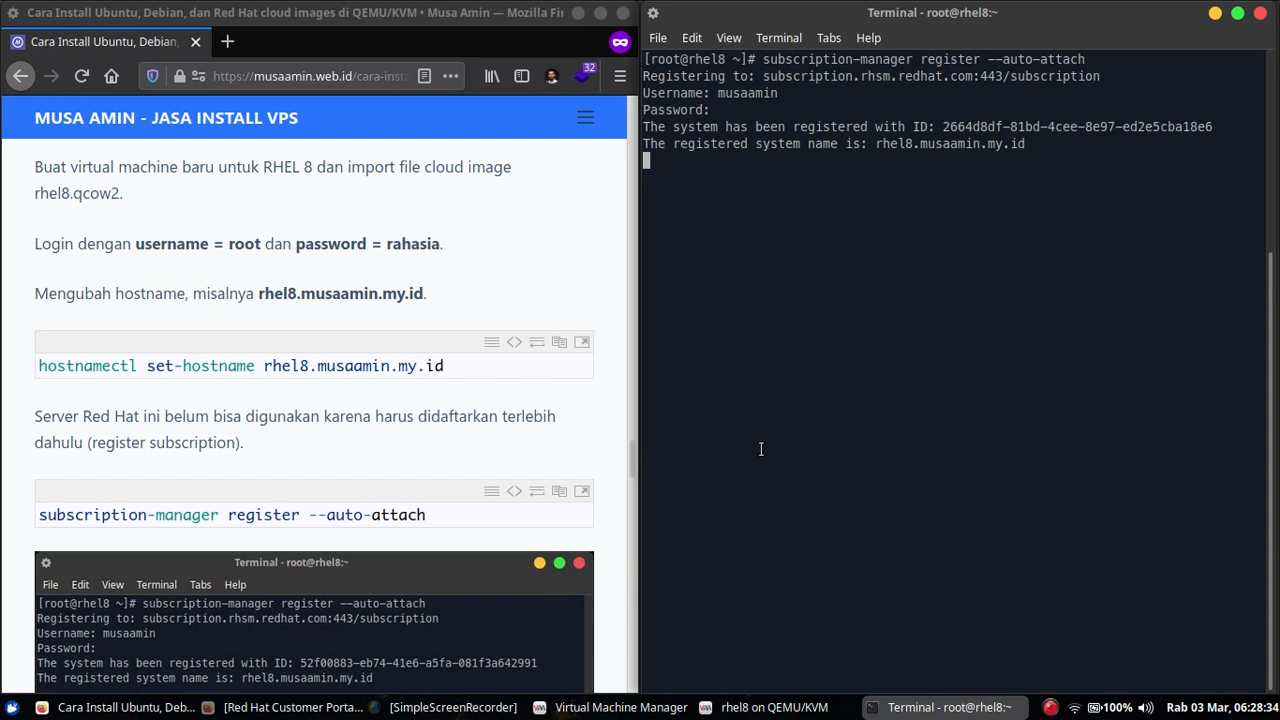 Cara Install Ubuntu, Debian, dan Red Hat cloud images di QEMU/KVM • Musa Amin — Mozilla Fir
Cara Install Ubuntu, Debian,
32
https://musaamin.web.id/cara-inst
MUSA AMIN - JASA INSTALL VPS
Buat virtual machine baru untuk RHEL 8 dan import file cloud image
rhel8.qcow2.
Login dengan username = root dan password = rahasia.
Mengubah hostname, misalnya rhel8.musaamin.my.id.
hostnamectl set-hostname rhel8.musaamin.my.id
Server Red Hat ini belum bisa digunakan karena harus didaftarkan terlebih
dahulu (register subscription).
subscription-manager register --auto-attach
Terminal - root@rhel8:~
File Edit View Terminal Tabs Help
[root@rhel8 ~]# subscription-manager register --auto-attach
Registering to: subscription.rhsm.redhat.com:443/subscription
Username: musaamin
Password:
The system has been registered with ID: 52f00883-eb74-41e6-a5fa-081f3a642991
The registered system name is: rhel8.musaamin.my.id
Terminal - root@rhel8:~
File Edit View Terminal Tabs Help
[root@rhel8 ~]# subscription-manager register --auto-attach
Registering to: subscription.rhsm.redhat.com:443/subscription
Username: musaamin
Password:
The system has been registered with ID: 2664d8df-81bd-4cee-8e97-ed2e5cba18e6
The registered system name is: rhel8.musaamin.my.id
Cara Install Ubuntu, Deb... [Red Hat Customer Porta... [SimpleScreenRecorder] Virtual Machine Manager rhel8 on QEMU/KVM Terminal - root@rhel8:~ 100% Rab 03 Mar, 06:28:34